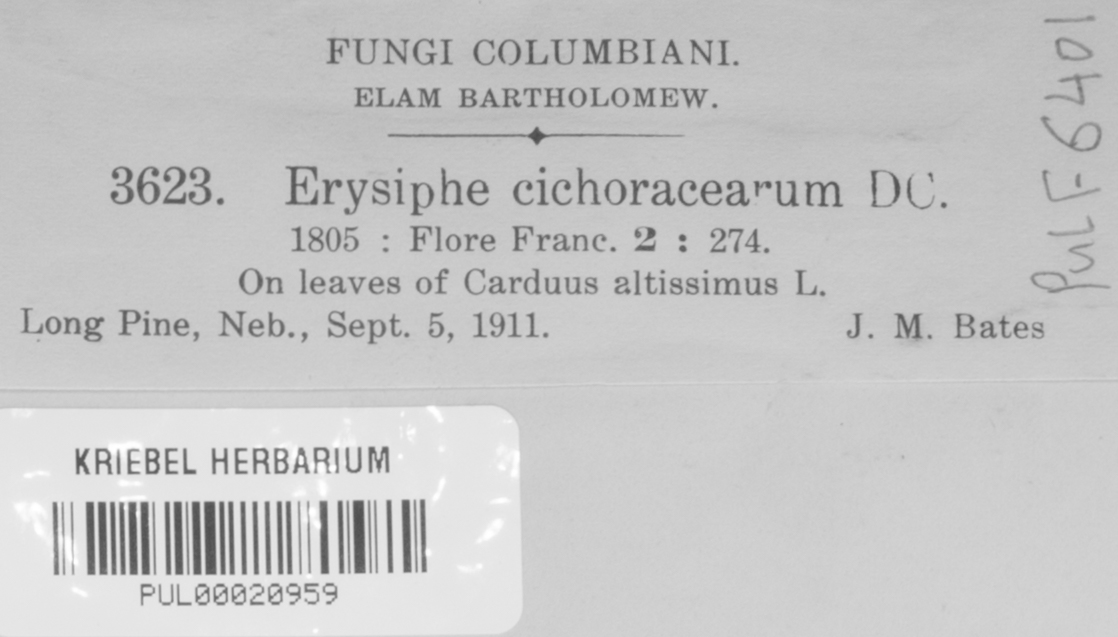 FUNGI COLUMBIANI.
ELAM BARTHOLOMEW.
3623. Erysiphe cichoracearum DC.
1805 : Flore Franc. 2 : 274.
On leaves of Carduus altissimus L.
Long Pine, Neb., Sept. 5, 1911. J. M. Bates
PUL F6401
KRIEBEL HERBARIUM
PUL00020959